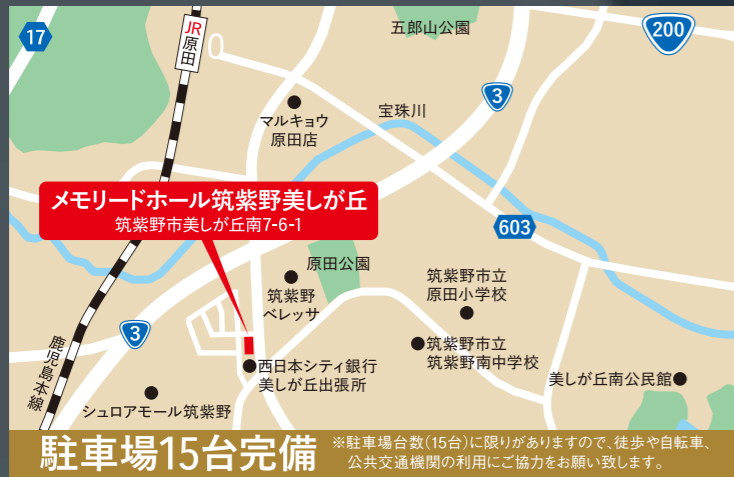 17
JR
原田
五郎山公園
200
3
マルキョウ
原田店
宝珠川
メモリードホール筑紫野美しが丘
筑紫野市美しが丘南7-6-1
603
原田公園
筑紫野
ベレッサ
筑紫野市立
原田小学校
3
鹿児島本線
筑紫野市立
筑紫野南中学校
西日本シティ銀行
美しが丘出張所
美しが丘南公民館
シュロアモール筑紫野
駐車場15台完備
※駐車場台数(15台)に限りがありますので、徒歩や自転車、
公共交通機関の利用にご協力をお願い致します。